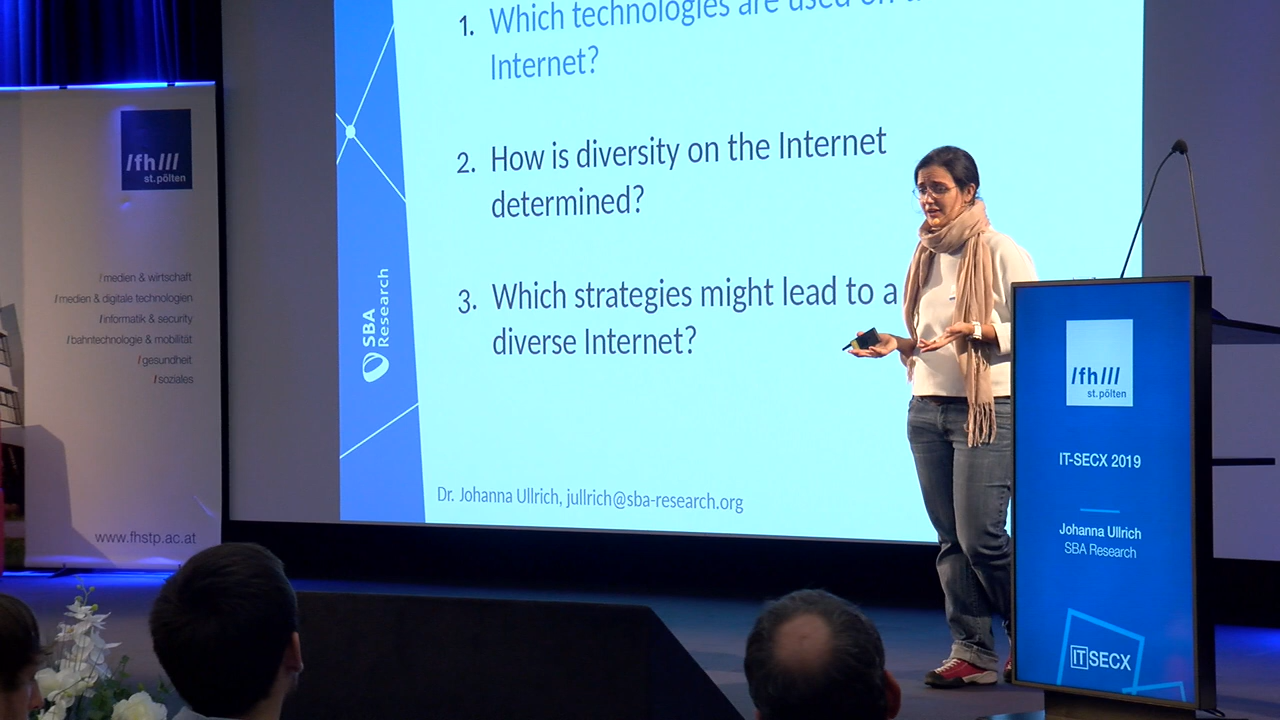 1. Which technologies are used on
Internet?
2. How is diversity on the Internet
determined?
3. Which strategies might lead to a
diverse Internet?
SBA
Research
Dr. Johanna Ullrich, jullrich@sba-research.org
/fh///
st.pölten
/medien & wirtschaft
/medien & digitale technologien
/informatik & security
/bahntechnologie & mobilität
/gesundheit
/soziales
www.fhstp.ac.at
/fh///
st.pölten
IT-SECX 2019
Johanna Ullrich
SBA Research
IT SECX